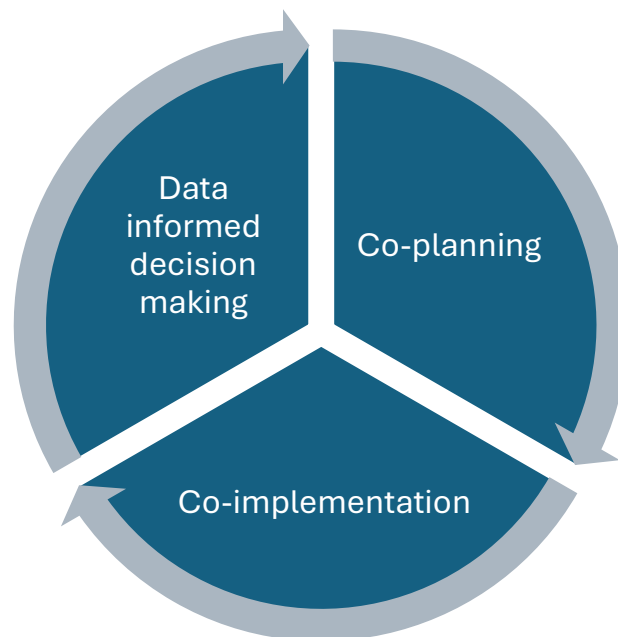 Data
informed
decision
making
Co-planning
Co-implementation